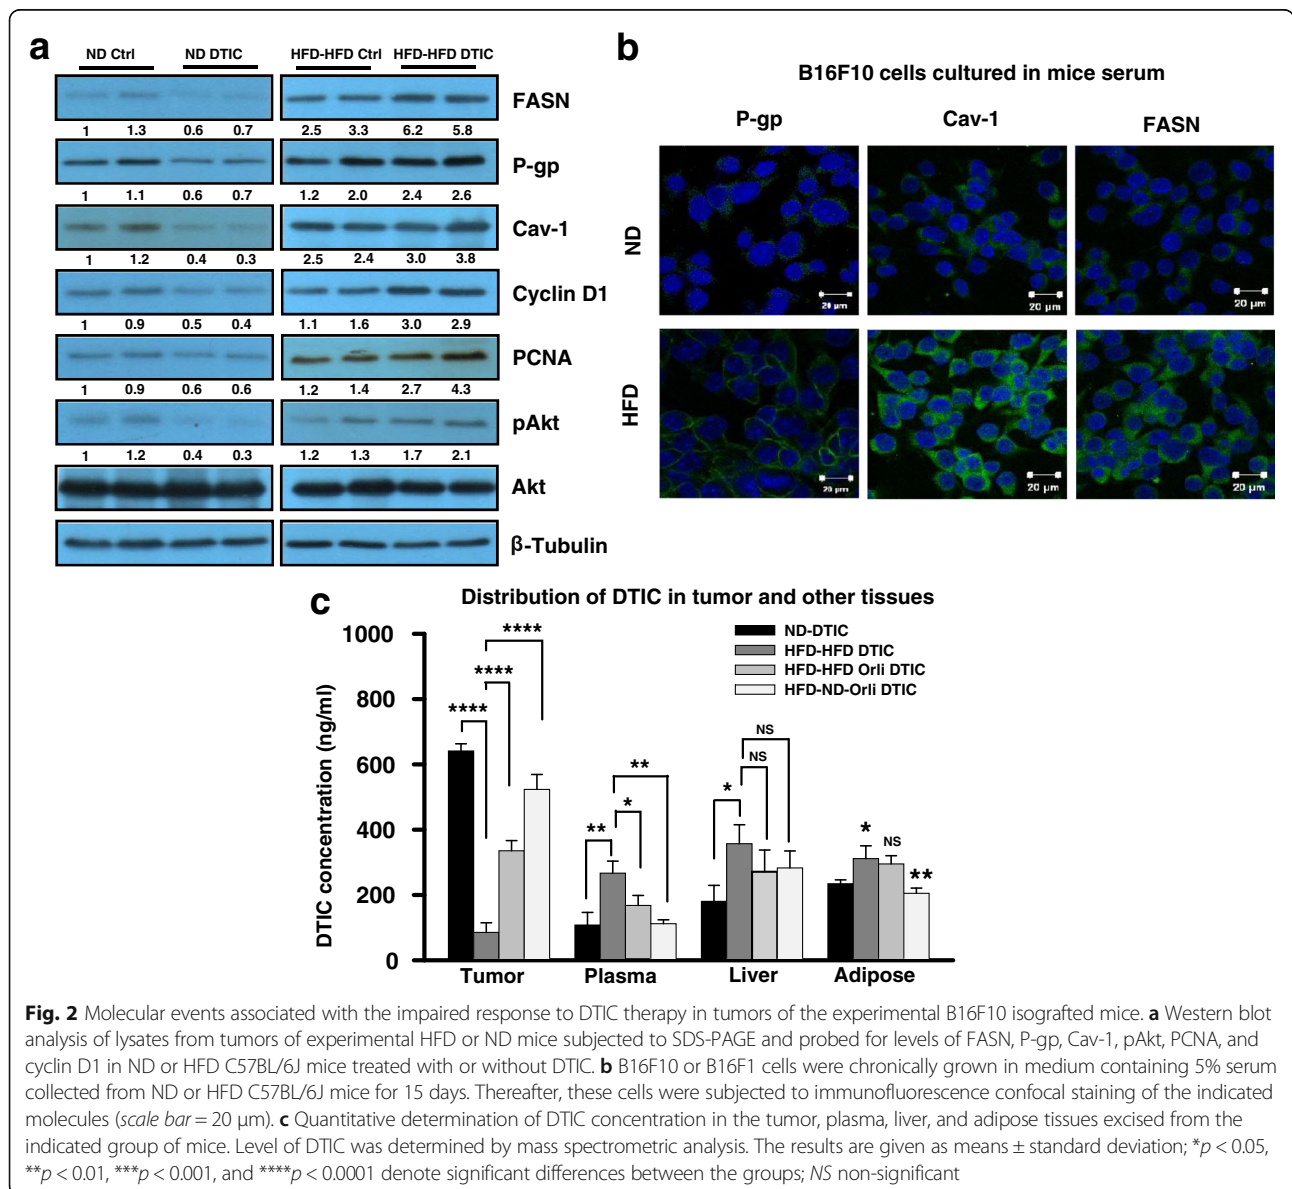 a
ND Ctrl ND DTIC HFD-HFD Ctrl HFD-HFD DTIC
FASN
1 1.3 0.6 0.7 2.5 3.3 6.2 5.8
P-gp
1 1.1 0.6 0.7 1.2 2.0 2.4 2.6
Cav-1
1 1.2 0.4 0.3 2.5 2.4 3.0 3.8
Cyclin D1
1 0.9 0.5 0.4 1.1 1.6 3.0 2.9
PCNA
1 0.9 0.6 0.6 1.2 1.4 2.7 4.3
pAkt
1 1.2 0.4 0.3 1.2 1.3 1.7 2.1
Akt
β-Tubulin
b
B16F10 cells cultured in mice serum
P-gp Cav-1 FASN
ND
20 µm 20 µm 20 µm
HFD
20 µm 20 µm 20 µm
c
Distribution of DTIC in tumor and other tissues
DTIC concentration (ng/ml)
1000
800
600
400
200
0
ND-DTIC
HFD-HFD DTIC
HFD-HFD Orli DTIC
HFD-ND-Orli DTIC
**** **** ****
** * **
* NS NS
* NS **
Tumor Plasma Liver Adipose
Fig. 2 Molecular events associated with the impaired response to DTIC therapy in tumors of the experimental B16F10 isografted mice. a Western blot
analysis of lysates from tumors of experimental HFD or ND mice subjected to SDS-PAGE and probed for levels of FASN, P-gp, Cav-1, pAkt, PCNA, and
cyclin D1 in ND or HFD C57BL/6J mice treated with or without DTIC. b B16F10 or B16F1 cells were chronically grown in medium containing 5% serum
collected from ND or HFD C57BL/6J mice for 15 days. Thereafter, these cells were subjected to immunofluorescence confocal staining of the indicated
molecules (scale bar = 20 µm). c Quantitative determination of DTIC concentration in the tumor, plasma, liver, and adipose tissues excised from the
indicated group of mice. Level of DTIC was determined by mass spectrometric analysis. The results are given as means ± standard deviation; *p < 0.05,
**p < 0.01, ***p < 0.001, and ****p < 0.0001 denote significant differences between the groups; NS non-significant